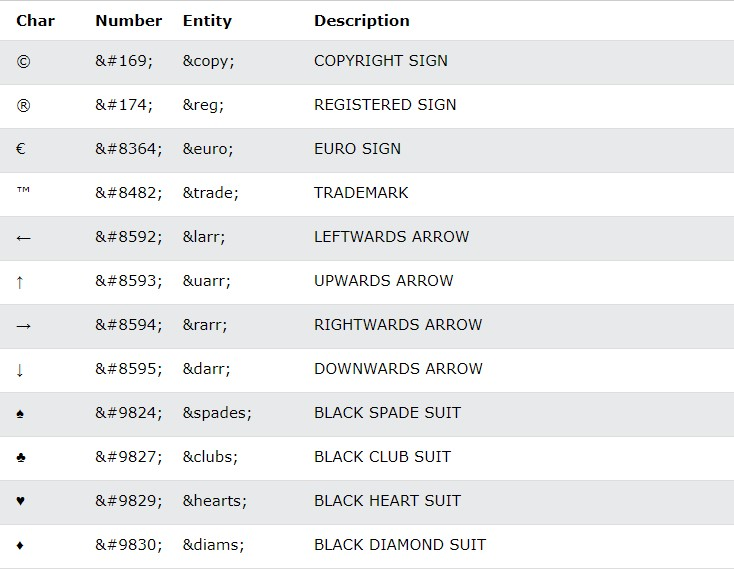 Char Number Entity Description
© &#169; &copy; COPYRIGHT SIGN
® &#174; &reg; REGISTERED SIGN
€ &#8364; &euro; EURO SIGN
™ &#8482; &trade; TRADEMARK
← &#8592; &larr; LEFTWARDS ARROW
↑ &#8593; &uarr; UPWARDS ARROW
→ &#8594; &rarr; RIGHTWARDS ARROW
↓ &#8595; &darr; DOWNWARDS ARROW
♠ &#9824; &spades; BLACK SPADE SUIT
♣ &#9827; &clubs; BLACK CLUB SUIT
♥ &#9829; &hearts; BLACK HEART SUIT
♦ &#9830; &diams; BLACK DIAMOND SUIT